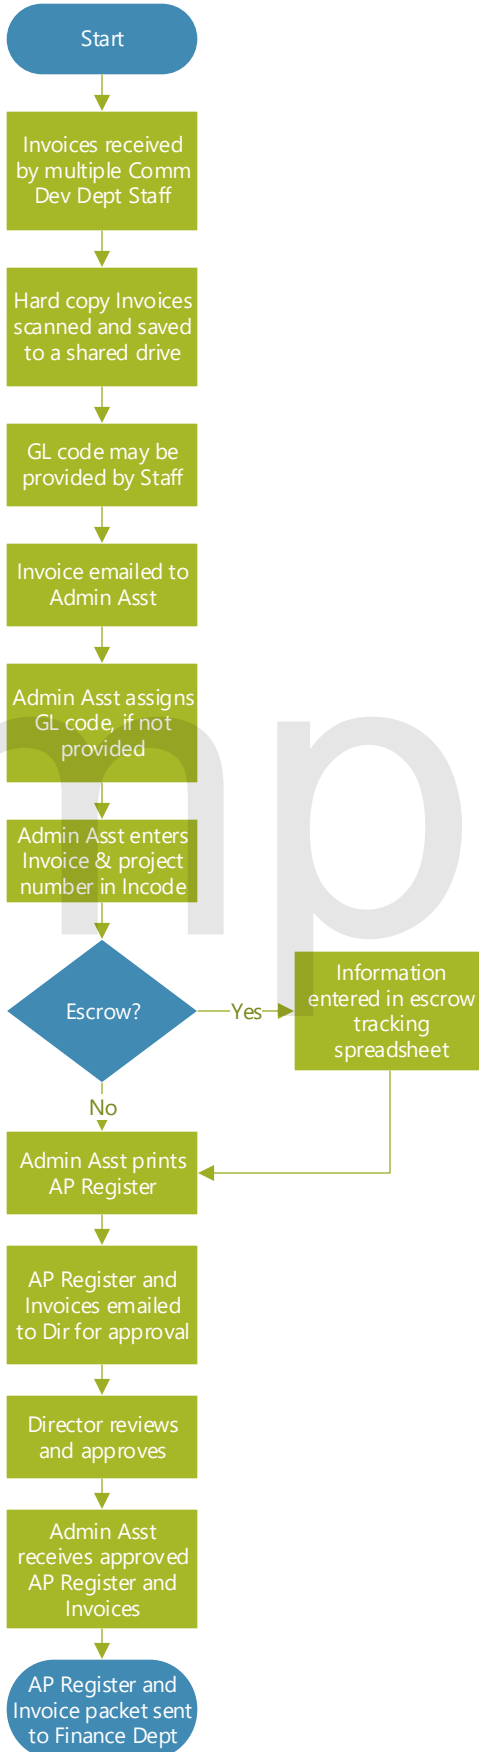 Start
Invoices received
by multiple Comm
Dev Dept Staff
Hard copy Invoices
scanned and saved
to a shared drive
GL code may be
provided by Staff
Invoice emailed to
Admin Asst
Admin Asst assigns
GL code, if not
provided
Admin Asst enters
Invoice & project
number in Incode
Escrow?
Yes
Information
entered in escrow
tracking
spreadsheet
No
Admin Asst prints
AP Register
AP Register and
Invoices emailed
to Dir for approval
Director reviews
and approves
Admin Asst
receives approved
AP Register and
Invoices
AP Register and
Invoice packet sent
to Finance Dept
mp